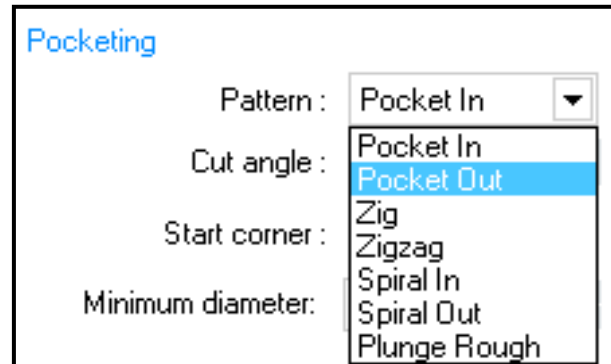 Pocketing
Pattern : Pocket In
Pocket In
Cut angle : Pocket Out
Zig
Start corner : Zigzag
Spiral In
Minimum diameter: Spiral Out
Plunge Rough